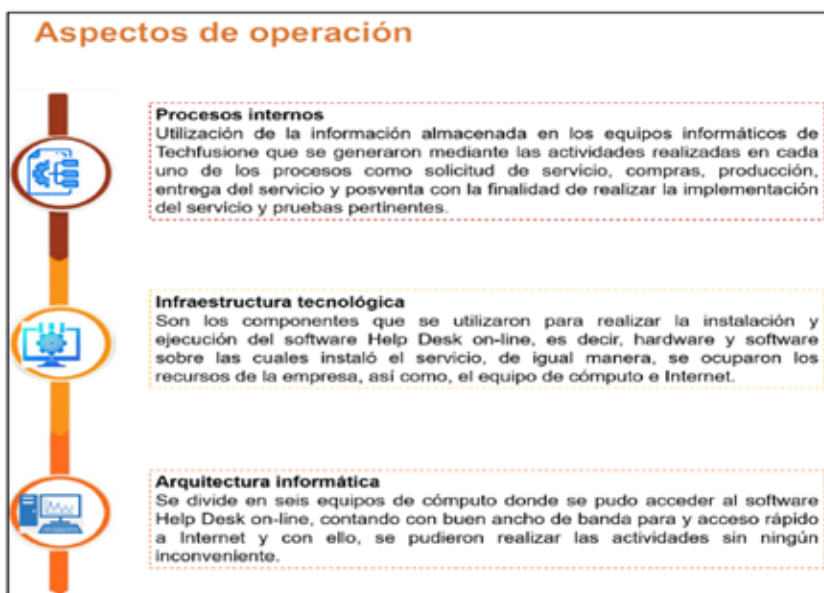 Aspectos de operación
Procesos internos
Utilización de la información almacenada en los equipos informáticos de
Techfusione que se generaron mediante las actividades realizadas en cada
uno de los procesos como solicitud de servicio, compras, producción,
entrega del servicio y posventa con la finalidad de realizar la implementación
del servicio y pruebas pertinentes.
Infraestructura tecnológica
Son los componentes que se utilizaron para realizar la instalación y
ejecución del software Help Desk on-line, es decir, hardware y software
sobre las cuales instaló el servicio, de igual manera, se ocuparon los
recursos de la empresa, así como, el equipo de cómputo e Internet.
Arquitectura informática
Se divide en seis equipos de cómputo donde se pudo acceder al software
Help Desk on-line, contando con buen ancho de banda para y acceso rápido
a Internet y con ello, se pudieron realizar las actividades sin ningún
inconveniente.